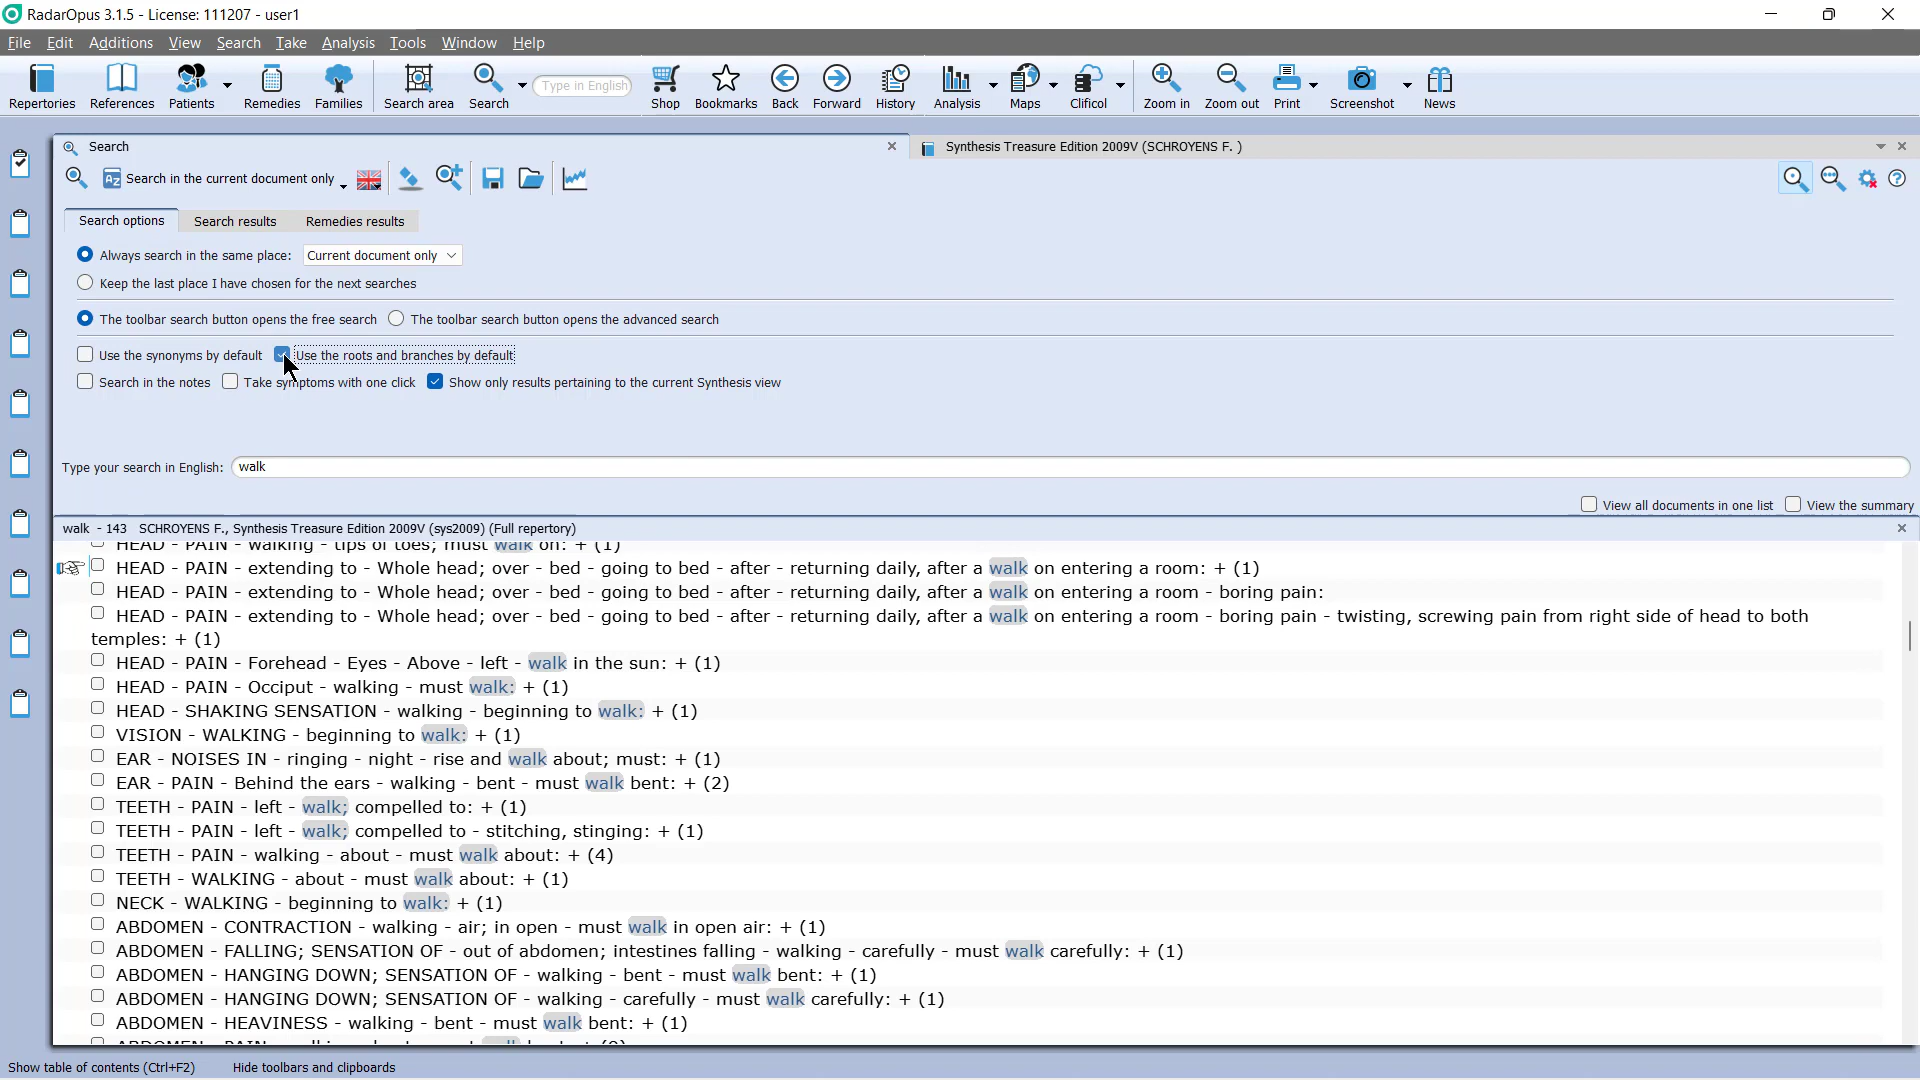 RadarOpus 3.1.5 - License: 111207 - user1
File Edit Additions View Search Take Analysis Tools Window Help
Repertories References Patients Remedies Families Search area Search Type in English Shop Bookmarks Back Forward History Analysis Maps Clificol Zoom in Zoom out Print Screenshot News
Search Synthesis Treasure Edition 2009V (SCHROYENS F. )
AZ Search in the current document only
Search options Search results Remedies results
Always search in the same place: Current document only
Keep the last place I have chosen for the next searches
The toolbar search button opens the free search The toolbar search button opens the advanced search
Use the synonyms by default Use the roots and branches by default
Search in the notes Take symptoms with one click Show only results pertaining to the current Synthesis view
Type your search in English: walk
View all documents in one list View the summary
walk - 143 SCHROYENS F., Synthesis Treasure Edition 2009V (sys2009) (Full repertory)
HEAD - PAIN - walking - tips of toes; must walk on: + (1)
HEAD - PAIN - extending to - Whole head; over - bed - going to bed - after - returning daily, after a walk on entering a room: + (1)
HEAD - PAIN - extending to - Whole head; over - bed - going to bed - after - returning daily, after a walk on entering a room - boring pain:
HEAD - PAIN - extending to - Whole head; over - bed - going to bed - after - returning daily, after a walk on entering a room - boring pain - twisting, screwing pain from right side of head to both
temples: + (1)
HEAD - PAIN - Forehead - Eyes - Above - left - walk in the sun: + (1)
HEAD - PAIN - Occiput - walking - must walk: + (1)
HEAD - SHAKING SENSATION - walking - beginning to walk: + (1)
VISION - WALKING - beginning to walk: + (1)
EAR - NOISES IN - ringing - night - rise and walk about; must: + (1)
EAR - PAIN - Behind the ears - walking - bent - must walk bent: + (2)
TEETH - PAIN - left - walk; compelled to: + (1)
TEETH - PAIN - left - walk; compelled to - stitching, stinging: + (1)
TEETH - PAIN - walking - about - must walk about: + (4)
TEETH - WALKING - about - must walk about: + (1)
NECK - WALKING - beginning to walk: + (1)
ABDOMEN - CONTRACTION - walking - air; in open - must walk in open air: + (1)
ABDOMEN - FALLING; SENSATION OF - out of abdomen; intestines falling - walking - carefully - must walk carefully: + (1)
ABDOMEN - HANGING DOWN; SENSATION OF - walking - bent - must walk bent: + (1)
ABDOMEN - HANGING DOWN; SENSATION OF - walking - carefully - must walk carefully: + (1)
ABDOMEN - HEAVINESS - walking - bent - must walk bent: + (1)
Show table of contents (Ctrl+F2) Hide toolbars and clipboards